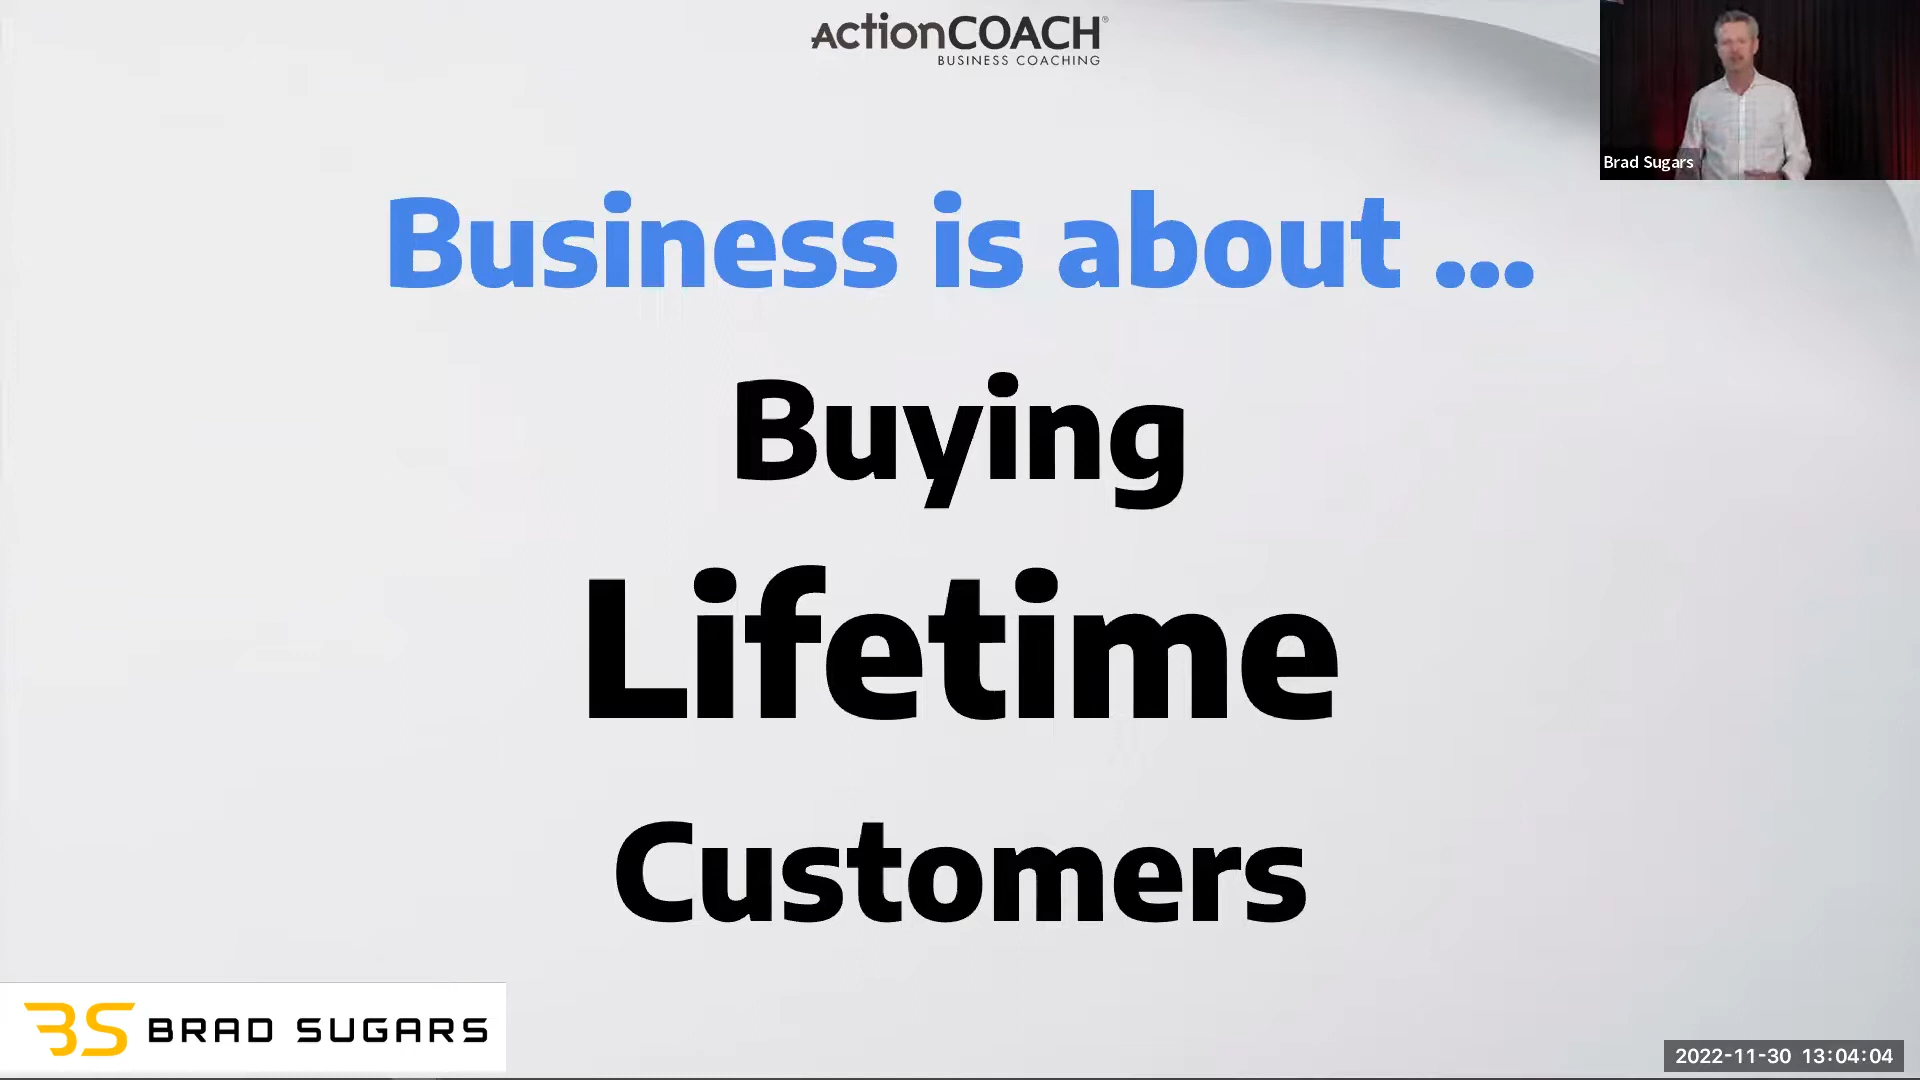 actionCOACH®
BUSINESS COACHING
Brad Sugars
Business is about ...
Buying
Lifetime
Customers
BS BRAD SUGARS
2022-11-30 13:04:04